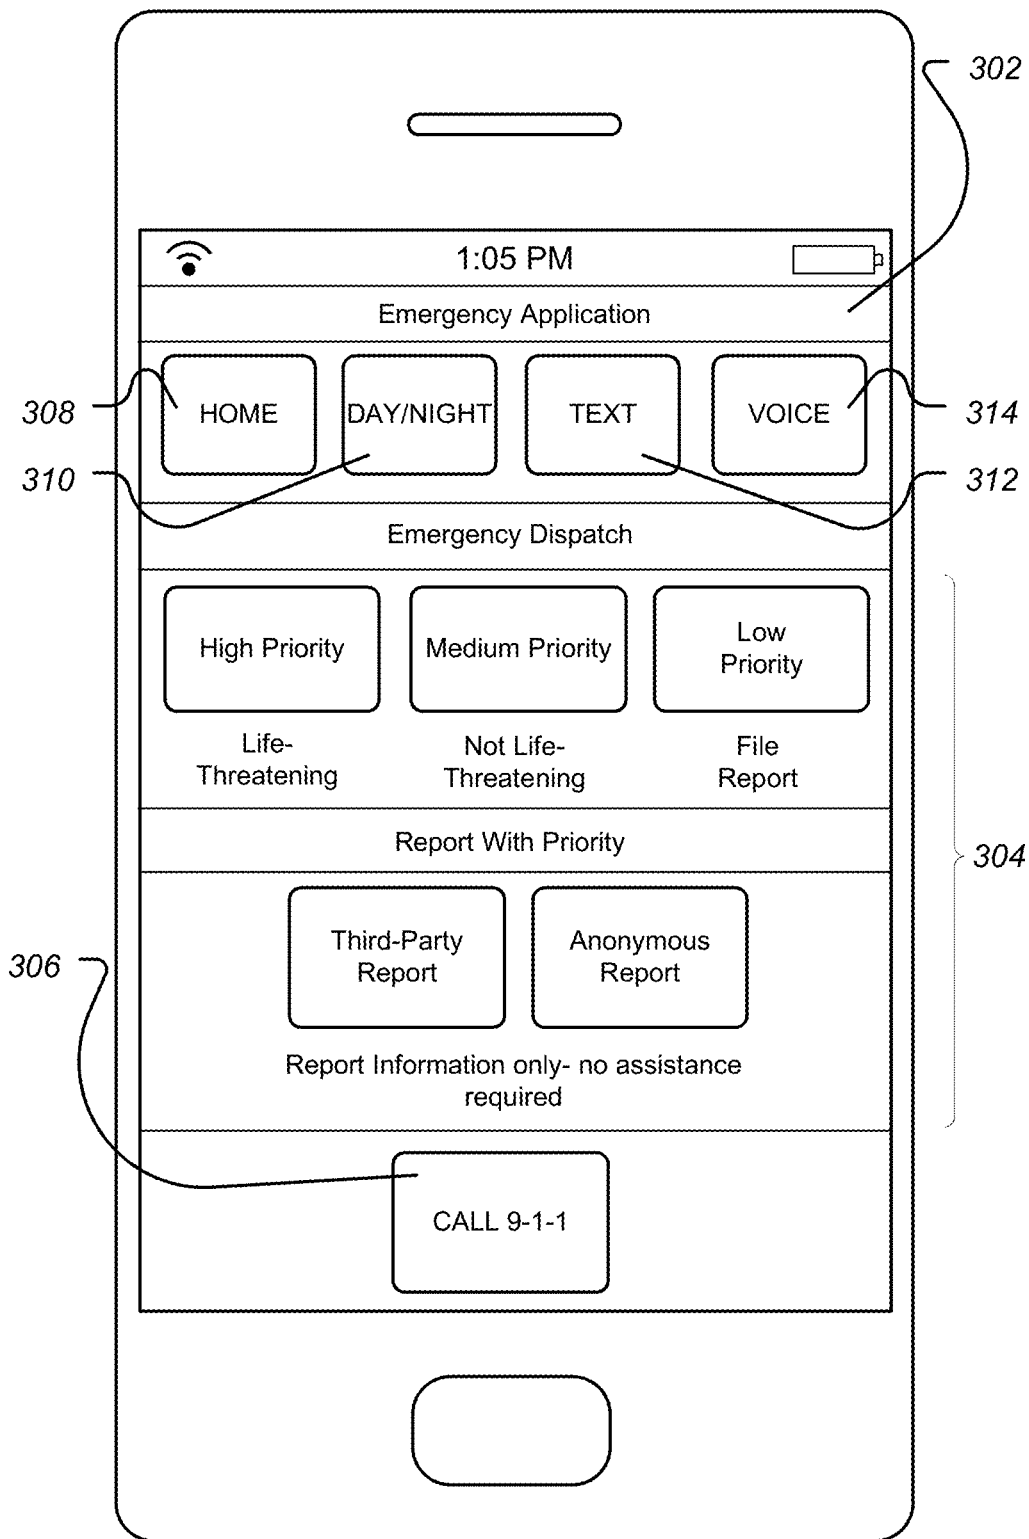 302
1:05 PM
Emergency Application
308
HOME
DAY/NIGHT
TEXT
VOICE
314
310
312
Emergency Dispatch
High Priority
Medium Priority
Low
Priority
Life-
Threatening
Not Life-
Threatening
File
Report
Report With Priority
304
Third-Party
Report
Anonymous
Report
306
Report Information only- no assistance
required
CALL 9-1-1